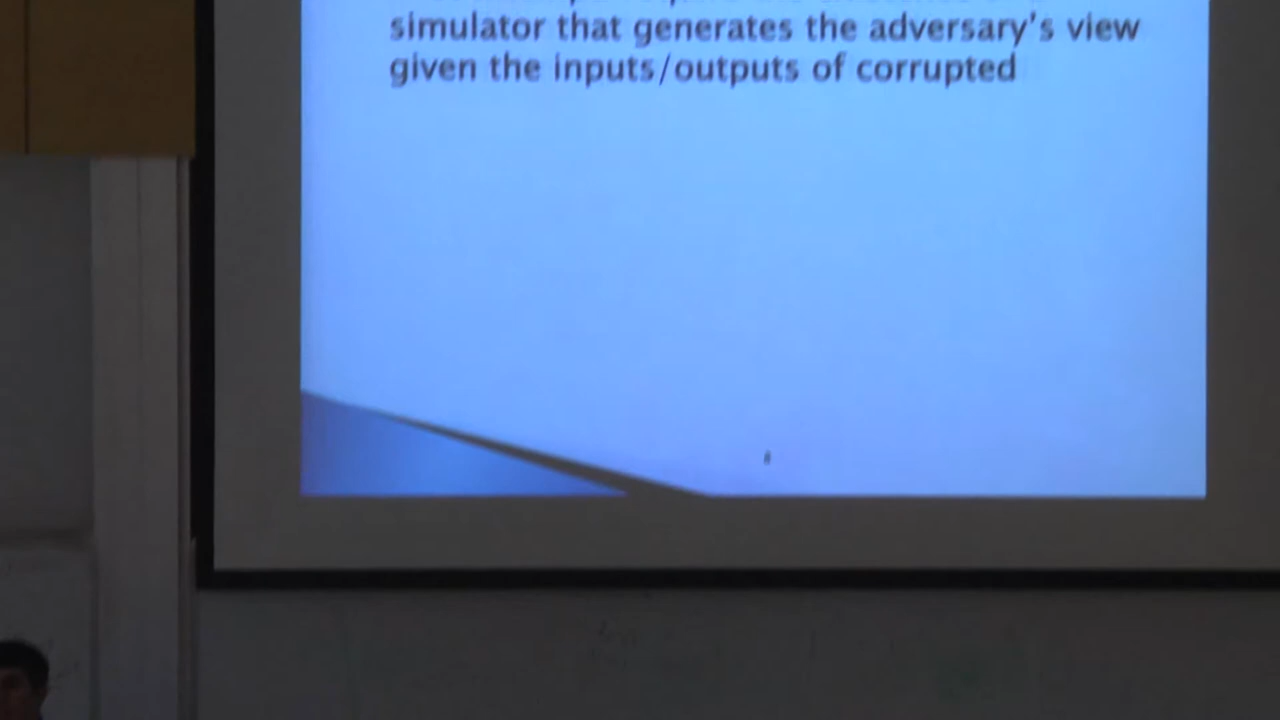 simulator that generates the adversary's view
given the inputs/outputs of corrupted